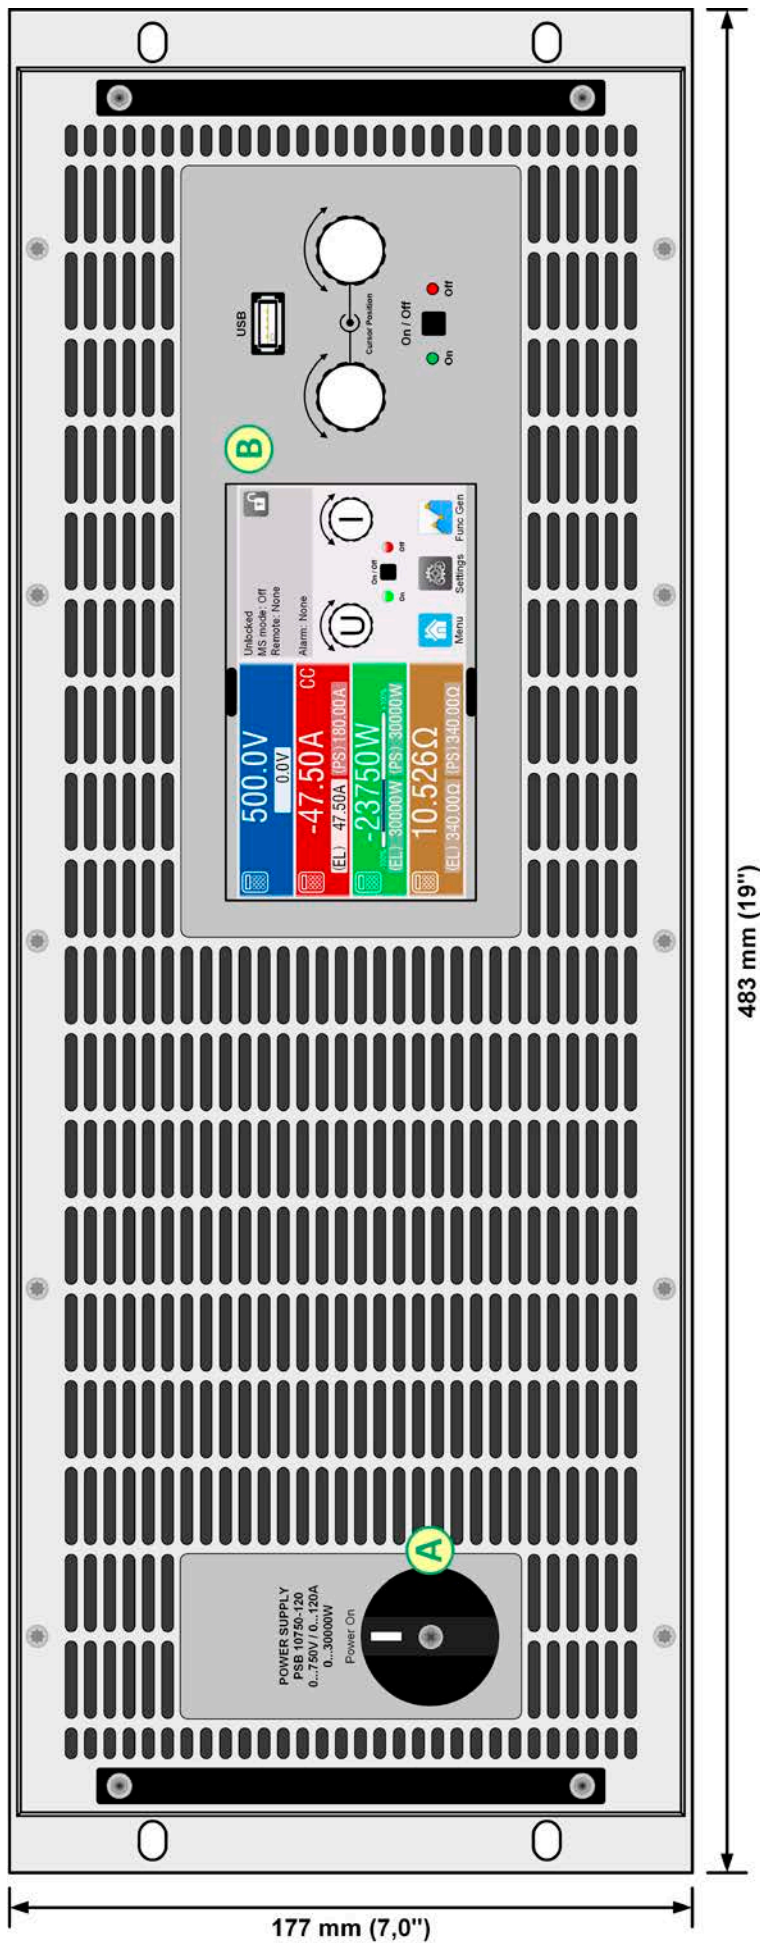 POWER SUPPLY
PSB 10750-120
0...750V / 0...120A
0...30000W
Power On
A
500.0V
0.0V
-47.50A
CC
(EL) 47.50A (PS) 180.00A
-23750W
-100% +100%
(EL) 30000W (PS) 30000W
10.526Ω
(EL) 340.00Ω (PS) 340.00Ω
Unlocked
MS mode: Off
Remote: None
Alarm: None
U
I
On / Off
On
Off
Menu
Settings
Func Gen
B
USB
Cursor Position
On / Off
On
Off
483 mm (19")
177 mm (7,0")